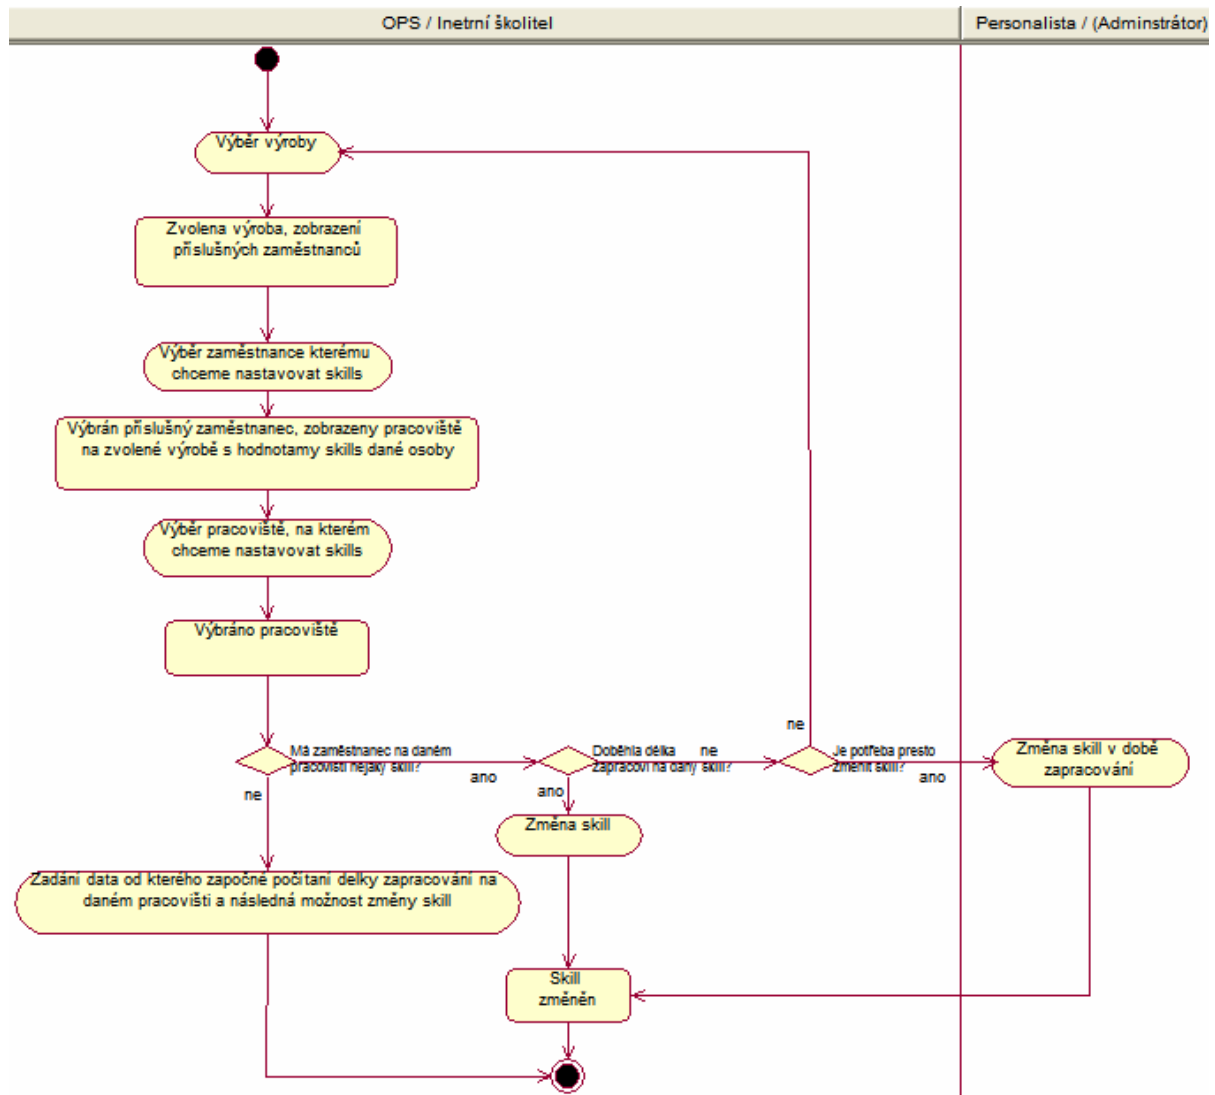 OPS / Inetrní školitel
Personalista / (Adminstrátor)
Výběr výroby
Zvolena výroba, zobrazení
příslušných zaměstnanců
Výběr zaměstnance kterému
chceme nastavovat skills
Výbrán příslušný zaměstnanec, zobrazeny pracoviště
na zvolené výrobě s hodnotamy skills dané osoby
Výběr pracoviště, na kterém
chceme nastavovat skills
Výbráno pracoviště
Má zaměstnanec na daném
pracovišti nějaký skill?
ano
ne
Doběhla délka
zapracoví na daný skill?
ne
ano
Je potřeba presto
změnit skill?
ne
ano
Změna skill v době
zapracování
Změna skill
Zadání data od kterého započné počítaní delky zapracování na
daném pracovišti a následná možnost změny skill
Skill
změněn